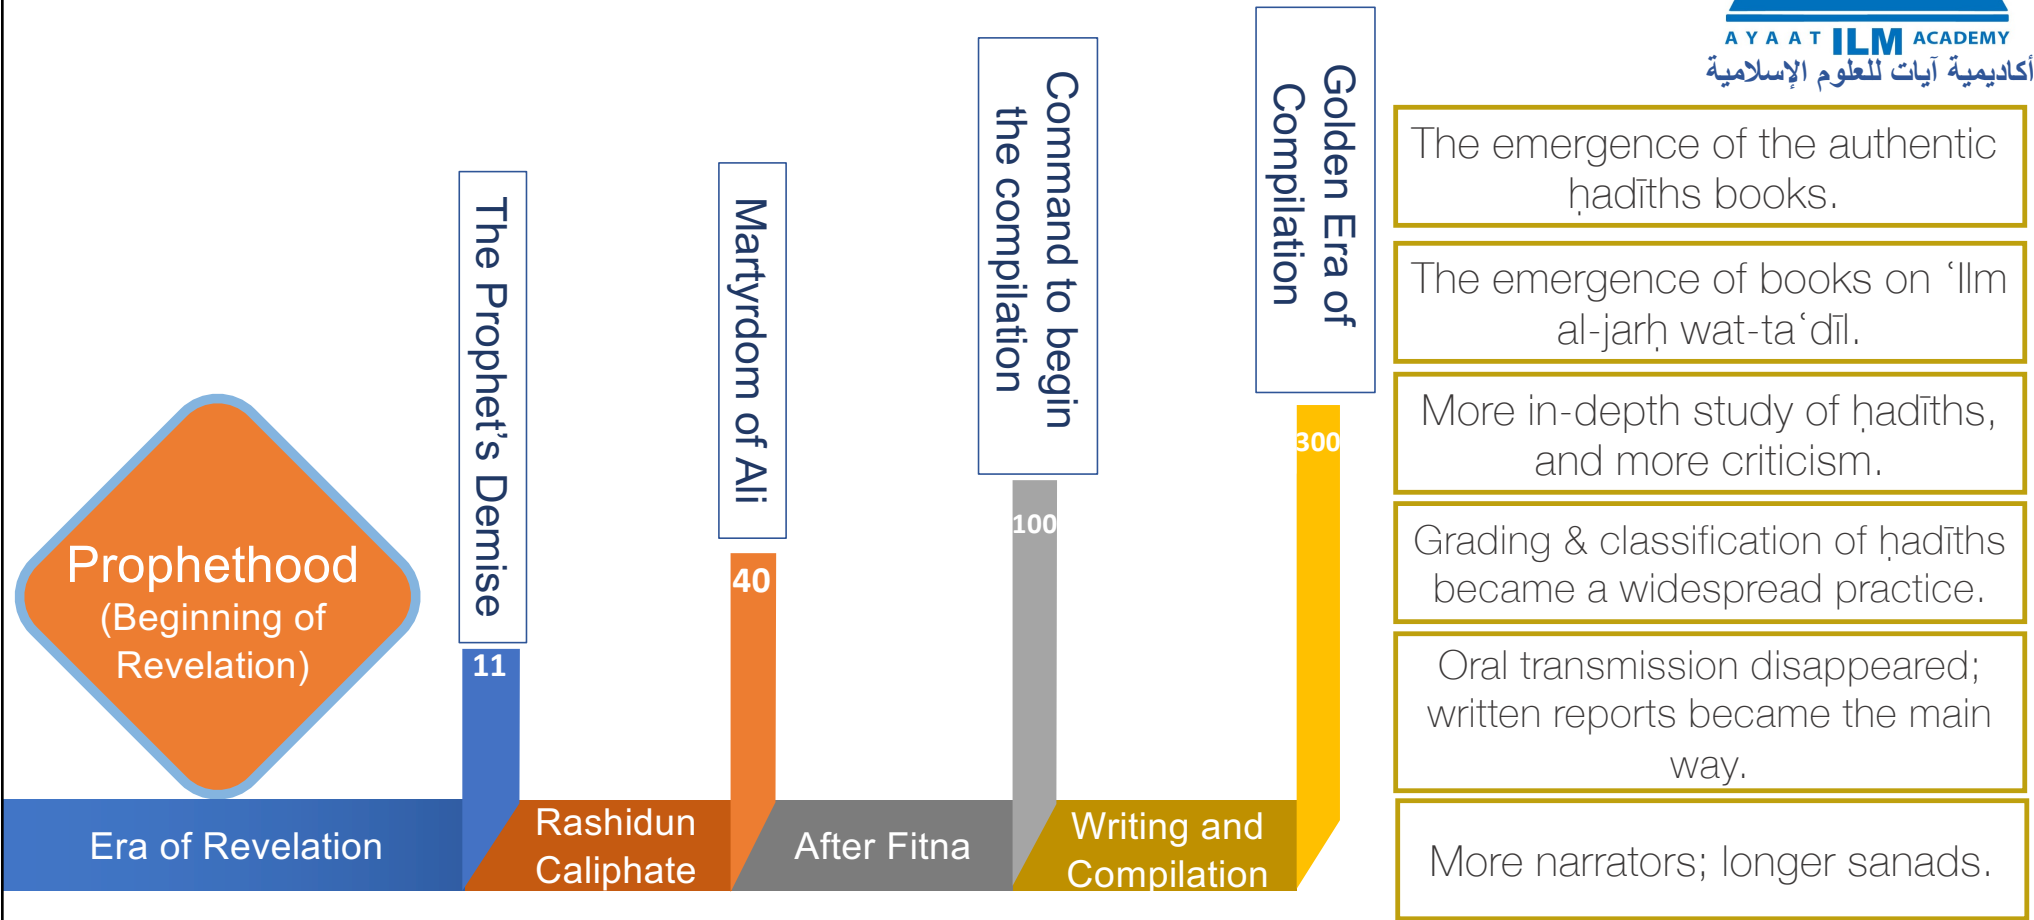 AYAAT ILM ACADEMY
أكاديمية آيات للعلوم الإسلامية
Prophethood
(Beginning of
Revelation)
The Prophet's Demise
11
Martyrdom of Ali
40
Command to begin
the compilation
100
Golden Era of
Compilation
300
Era of Revelation
Rashidun
Caliphate
After Fitna
Writing and
Compilation
The emergence of the authentic
ḥadīths books.
The emergence of books on ʿIlm
al-jarḥ wat-taʿdīl.
More in-depth study of ḥadīths,
and more criticism.
Grading & classification of ḥadīths
became a widespread practice.
Oral transmission disappeared;
written reports became the main
way.
More narrators; longer sanads.